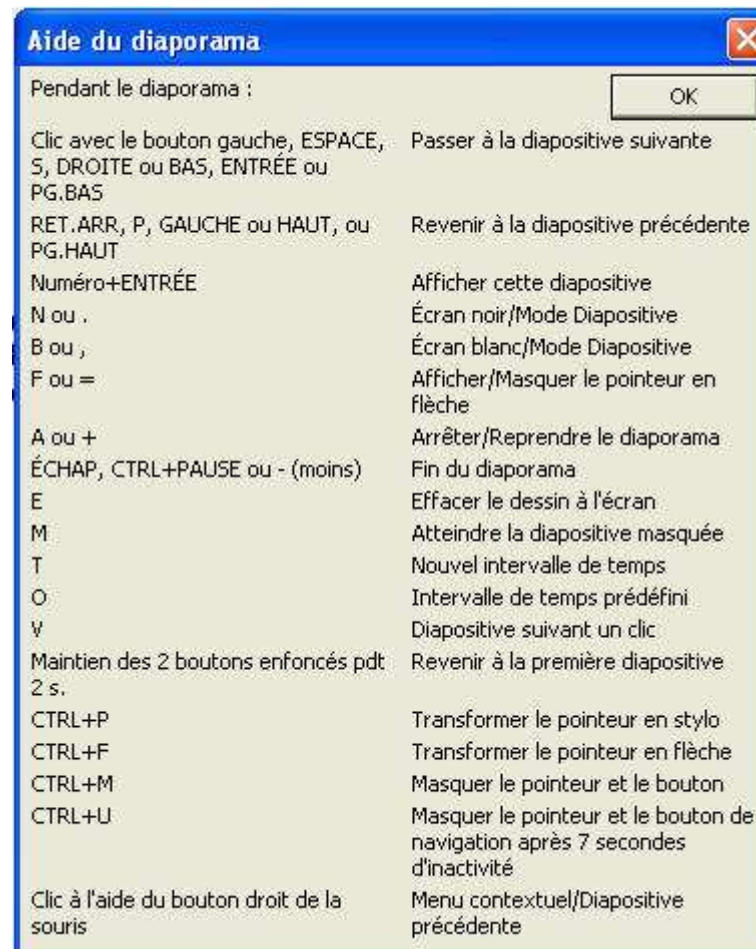 Aide du diaporama
Pendant le diaporama :
OK
Clic avec le bouton gauche, ESPACE,
S, DROITE ou BAS, ENTRÉE ou
PG.BAS
Passer à la diapositive suivante
RET.ARR, P, GAUCHE ou HAUT, ou
PG.HAUT
Revenir à la diapositive précédente
Numéro+ENTRÉE
Afficher cette diapositive
N ou .
Écran noir/Mode Diapositive
B ou ,
Écran blanc/Mode Diapositive
F ou =
Afficher/Masquer le pointeur en
flèche
A ou +
Arrêter/Reprendre le diaporama
ÉCHAP, CTRL+PAUSE ou - (moins)
Fin du diaporama
E
Effacer le dessin à l'écran
M
Atteindre la diapositive masquée
T
Nouvel intervalle de temps
O
Intervalle de temps prédéfini
V
Diapositive suivant un clic
Maintien des 2 boutons enfoncés pdt
2 s.
Revenir à la première diapositive
CTRL+P
Transformer le pointeur en stylo
CTRL+F
Transformer le pointeur en flèche
CTRL+M
Masquer le pointeur et le bouton
CTRL+U
Masquer le pointeur et le bouton de
navigation après 7 secondes
d'inactivité
Clic à l'aide du bouton droit de la
souris
Menu contextuel/Diapositive
précédente